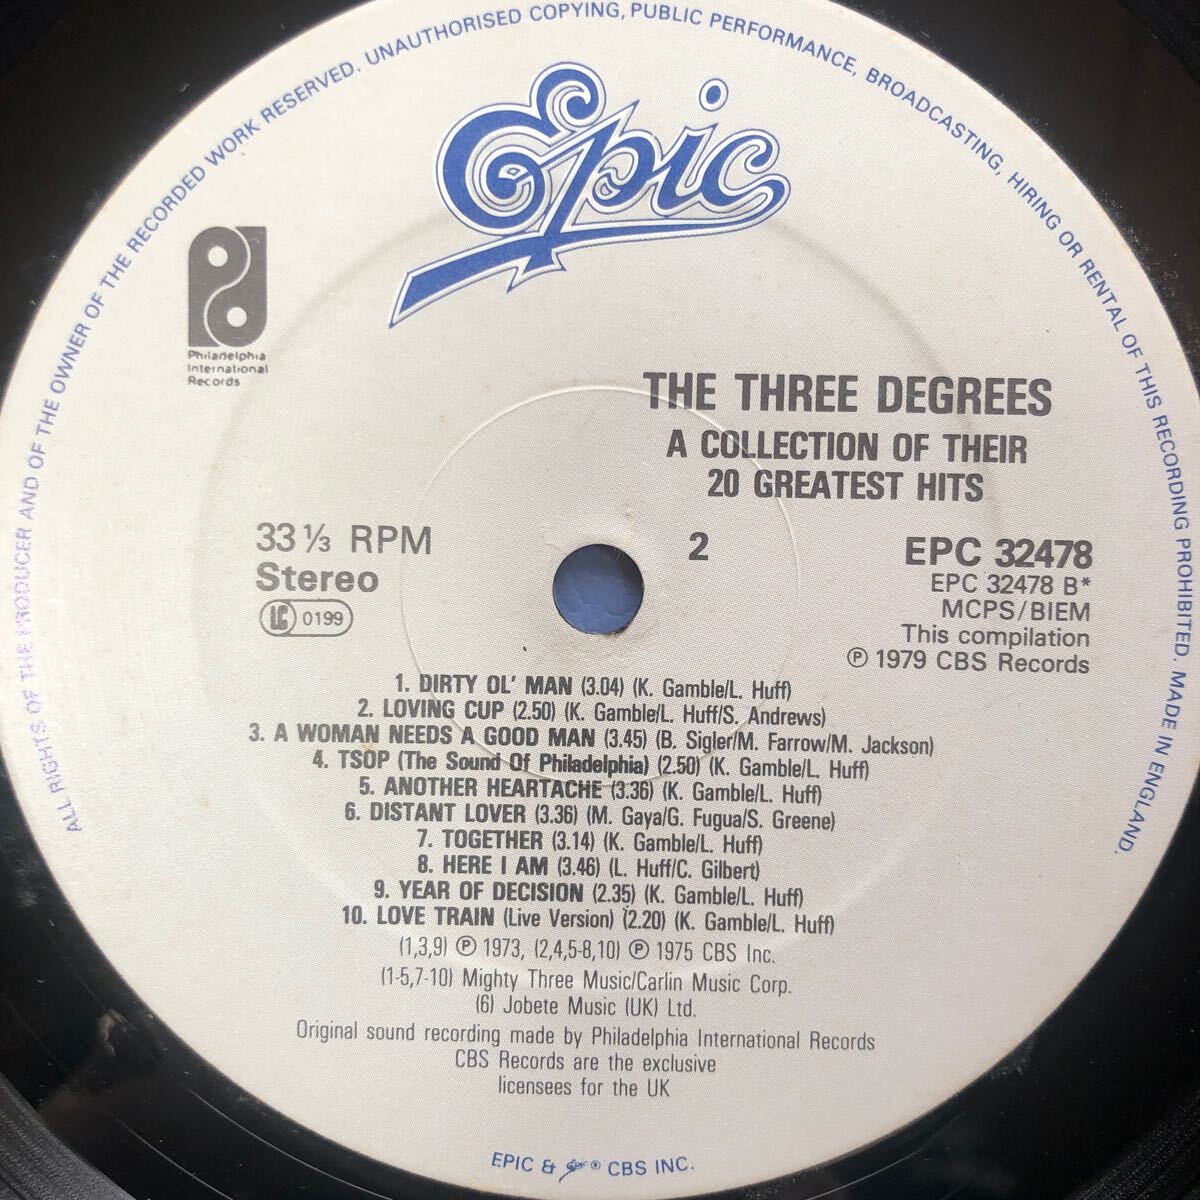 ALL RIGHTS OF THE PRODUCER AND OF THE OWNER OF THE RECORDED WORK RESERVED. UNAUTHORISED COPYING, PUBLIC PERFORMANCE, BROADCASTING, HIRING OR RENTAL OF THIS RECORDING PROHIBITED. MADE IN ENGLAND.
Epic
Philadelphia
International
Records
THE THREE DEGREES
A COLLECTION OF THEIR
20 GREATEST HITS
33 ⅓ RPM
Stereo
LC 0199
2
EPC 32478
EPC 32478 B*
MCPS/BIEM
This compilation
℗ 1979 CBS Records
1. DIRTY OL' MAN (3.04) (K. Gamble/L. Huff)
2. LOVING CUP (2.50) (K. Gamble/L. Huff/S. Andrews)
3. A WOMAN NEEDS A GOOD MAN (3.45) (B. Sigler/M. Farrow/M. Jackson)
4. TSOP (The Sound Of Philadelphia) (2.50) (K. Gamble/L. Huff)
5. ANOTHER HEARTACHE (3.36) (K. Gamble/L. Huff)
6. DISTANT LOVER (3.36) (M. Gaya/G. Fugua/S. Greene)
7. TOGETHER (3.14) (K. Gamble/L. Huff)
8. HERE I AM (3.46) (L. Huff/C. Gilbert)
9. YEAR OF DECISION (2.35) (K. Gamble/L. Huff)
10. LOVE TRAIN (Live Version) (2.20) (K. Gamble/L. Huff)
(1,3,9) ℗ 1973, (2,4,5-8,10) ℗ 1975 CBS Inc.
(1-5,7-10) Mighty Three Music/Carlin Music Corp.
(6) Jobete Music (UK) Ltd.
Original sound recording made by Philadelphia International Records
CBS Records are the exclusive
licensees for the UK
EPIC & Epic ® CBS INC.